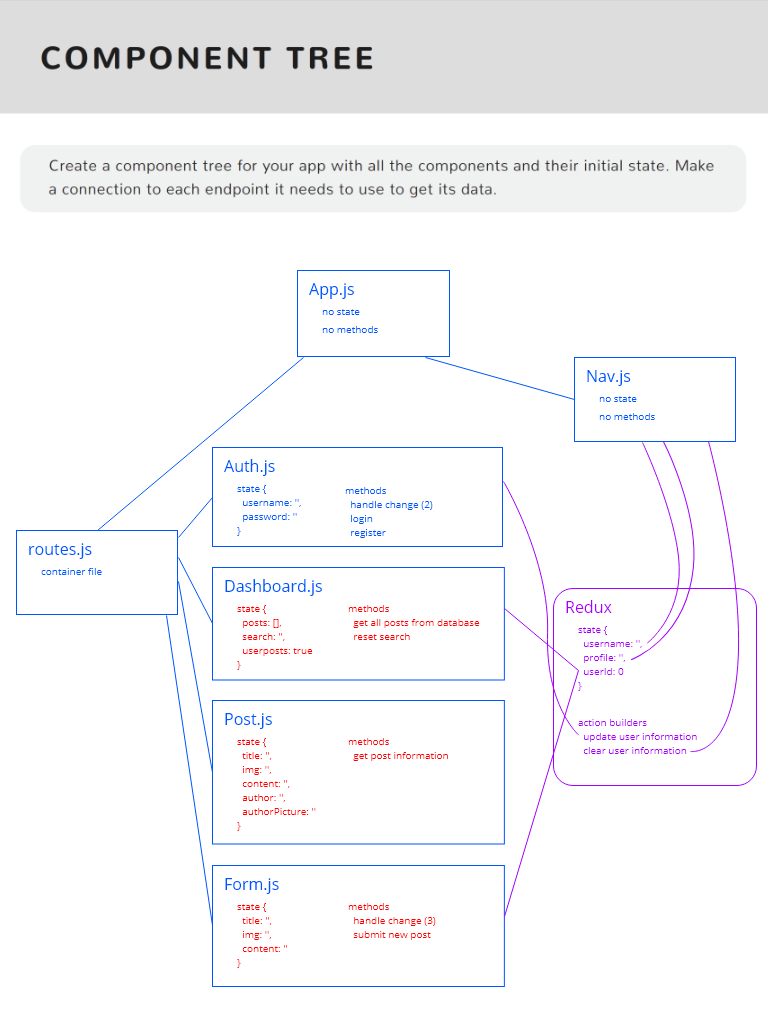 COMPONENT TREE
Create a component tree for your app with all the components and their initial state. Make
a connection to each endpoint it needs to use to get its data.
App.js
no state
no methods
Nav.js
no state
no methods
Auth.js
state {
username: '',
password: ''
}
methods
handle change (2)
login
register
routes.js
container file
Dashboard.js
state {
posts: [],
search: '',
userposts: true
}
methods
get all posts from database
reset search
Redux
state {
username: '',
profile: '',
userId: 0
}
action builders
update user information
clear user information
Post.js
state {
title: '',
img: '',
content: '',
author: '',
authorPicture: ''
}
methods
get post information
Form.js
state {
title: '',
img: '',
content: ''
}
methods
handle change (3)
submit new post